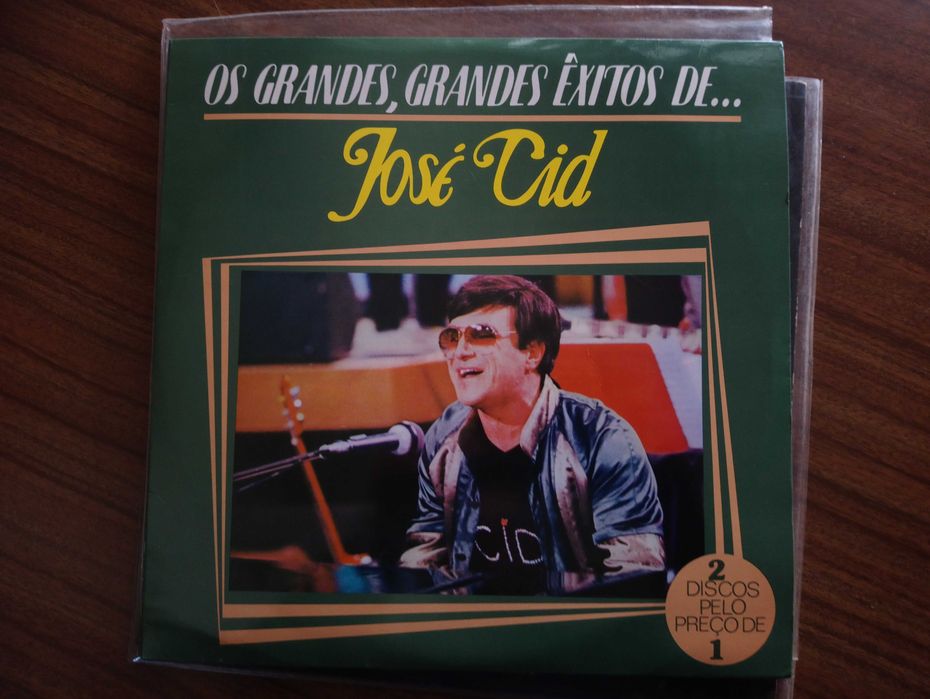 OS GRANDES, GRANDES ÊXITOS DE...
José Cid
CID
2
DISCOS
PELO
PREÇO DE
1